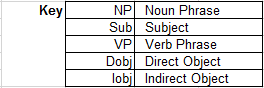 Key NP Noun Phrase
Sub Subject
VP Verb Phrase
Dobj Direct Object
Iobj Indirect Object